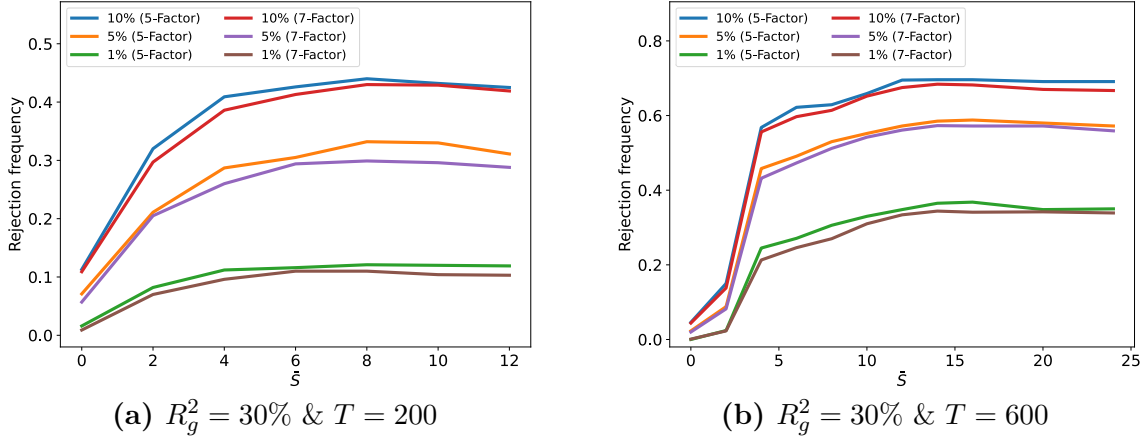 10% (5-Factor) 10% (7-Factor)
5% (5-Factor) 5% (7-Factor)
1% (5-Factor) 1% (7-Factor)
Rejection frequency
0.5
0.4
0.3
0.2
0.1
0.0
0 2 4 6 8 10 12
S̄
(a) R²_g = 30% & T = 200
10% (5-Factor) 10% (7-Factor)
5% (5-Factor) 5% (7-Factor)
1% (5-Factor) 1% (7-Factor)
Rejection frequency
0.8
0.6
0.4
0.2
0.0
0 5 10 15 20 25
S̄
(b) R²_g = 30% & T = 600